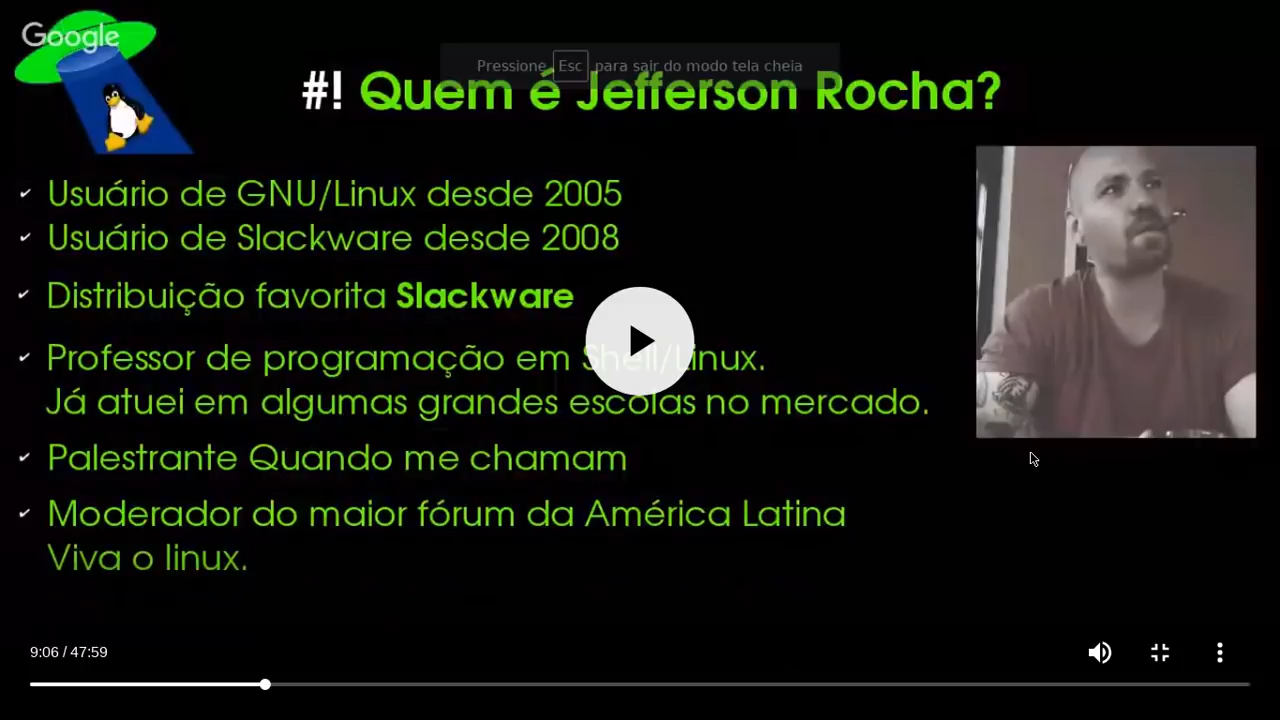 Google
Pressione Esc para sair do modo tela cheia
#! Quem é Jefferson Rocha?
Usuário de GNU/Linux desde 2005
Usuário de Slackware desde 2008
Distribuição favorita Slackware
Professor de programação em Shell/Linux.
Já atuei em algumas grandes escolas no mercado.
Palestrante Quando me chamam
Moderador do maior fórum da América Latina
Viva o linux.
9:06 / 47:59